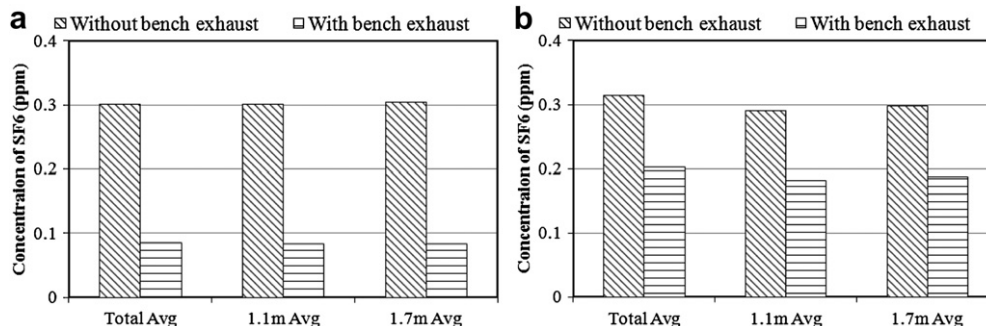 a
Without bench exhaust With bench exhaust
Concentraion of SF6 (ppm)
0.4
0.3
0.2
0.1
0
Total Avg 1.1m Avg 1.7m Avg
b
Without bench exhaust With bench exhaust
Concentraion of SF6 (ppm)
0.4
0.3
0.2
0.1
0
Total Avg 1.1m Avg 1.7m Avg